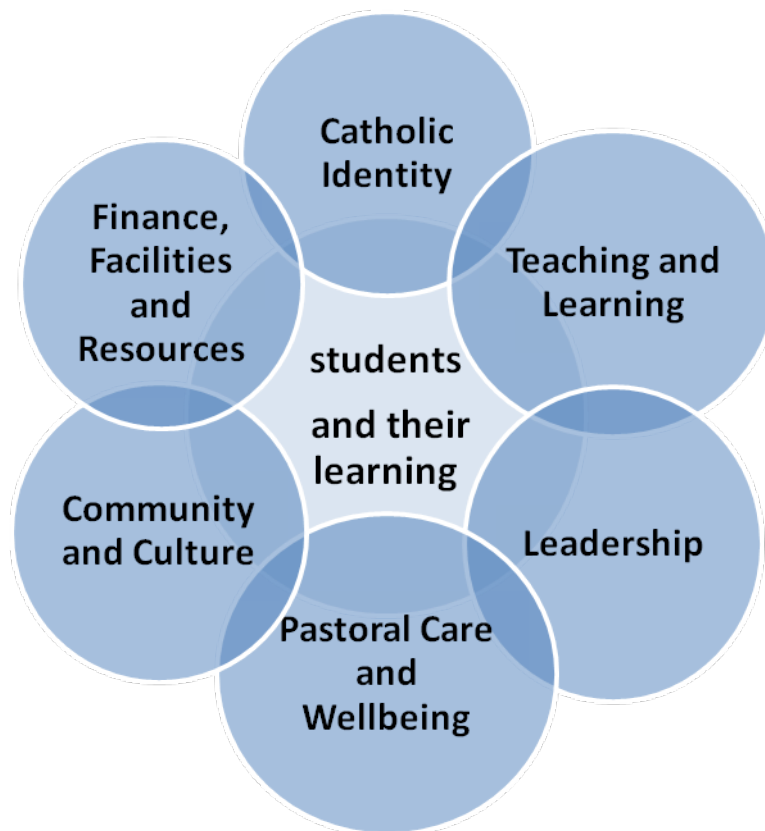 Catholic
Identity
Teaching and
Learning
Leadership
Pastoral Care
and
Wellbeing
Community
and Culture
Finance,
Facilities
and
Resources
students
and their
learning